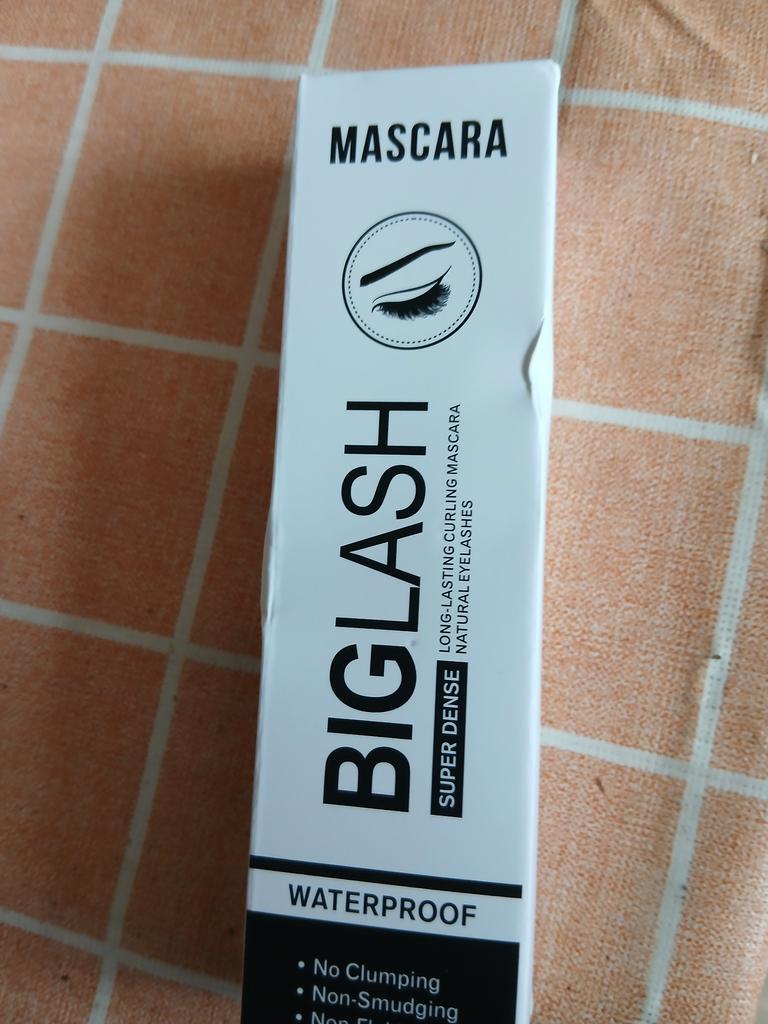 MASCARA
BIGLASH
SUPER DENSE
LONG-LASTING CURLING MASCARA
NATURAL EYELASHES
WATERPROOF
• No Clumping
• Non-Smudging